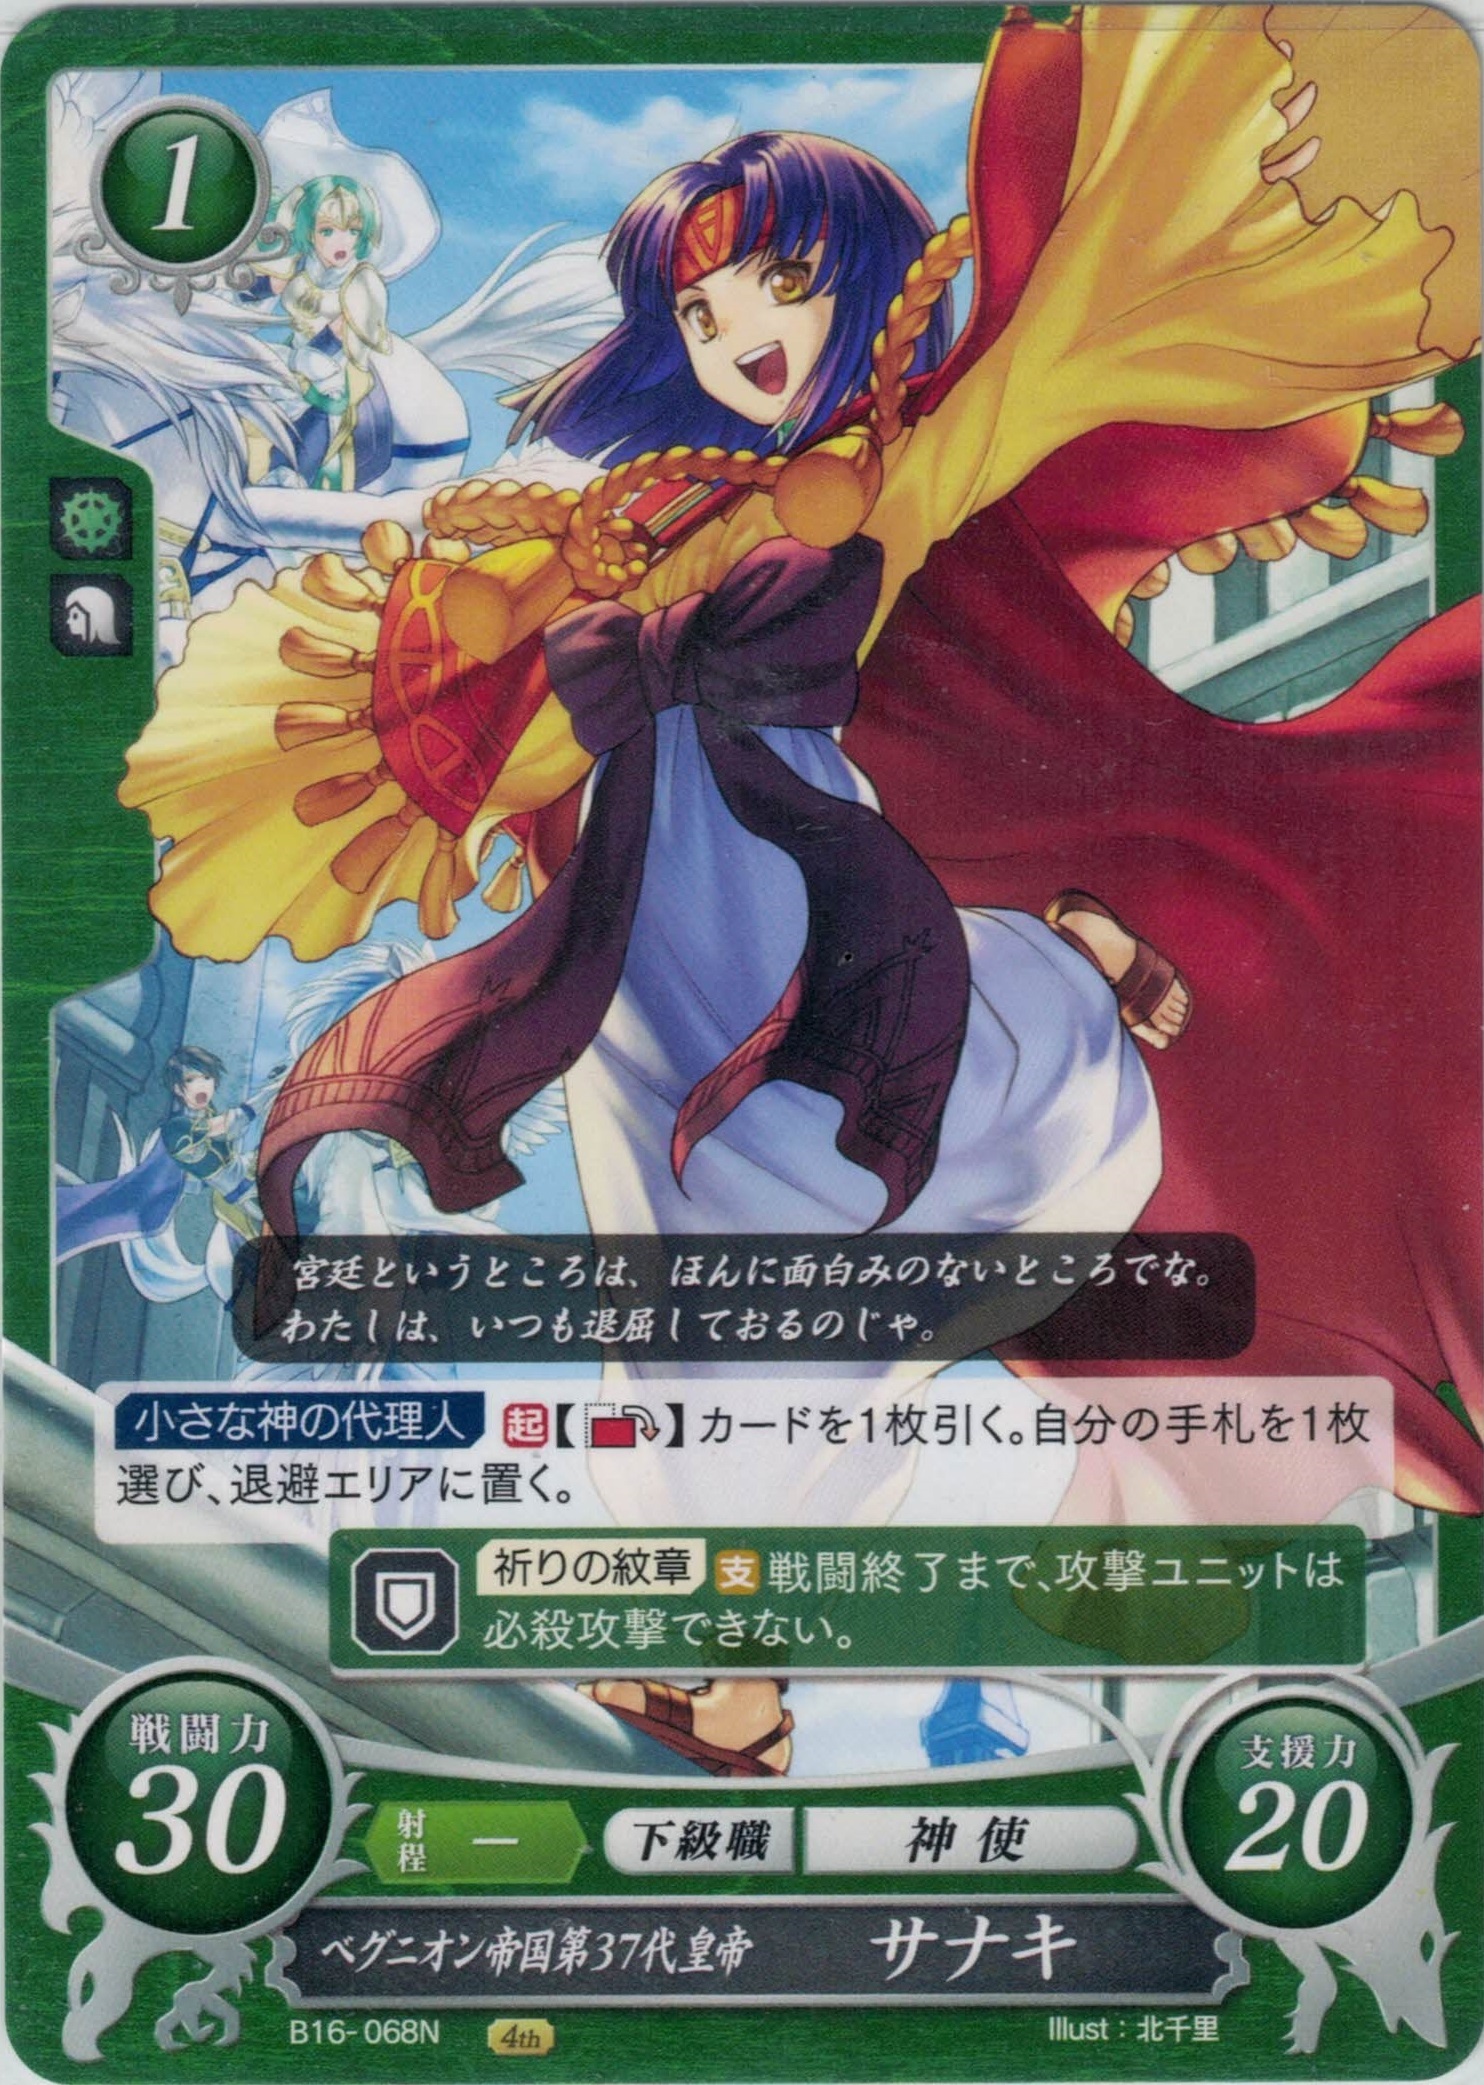 1
宮廷というところは、ほんに面白みのないところでな。
わたしは、いつも退屈しておるのじゃ。
小さな神の代理人 起【】カードを1枚引く。自分の手札を1枚
選び、退避エリアに置く。
祈りの紋章 支 戦闘終了まで、攻撃ユニットは
必殺攻撃できない。
戦闘力
30
射程 —
下級職
神使
支援力
20
ベグニオン帝国第37代皇帝 サナキ
B16-068N 4th Illust：北千里